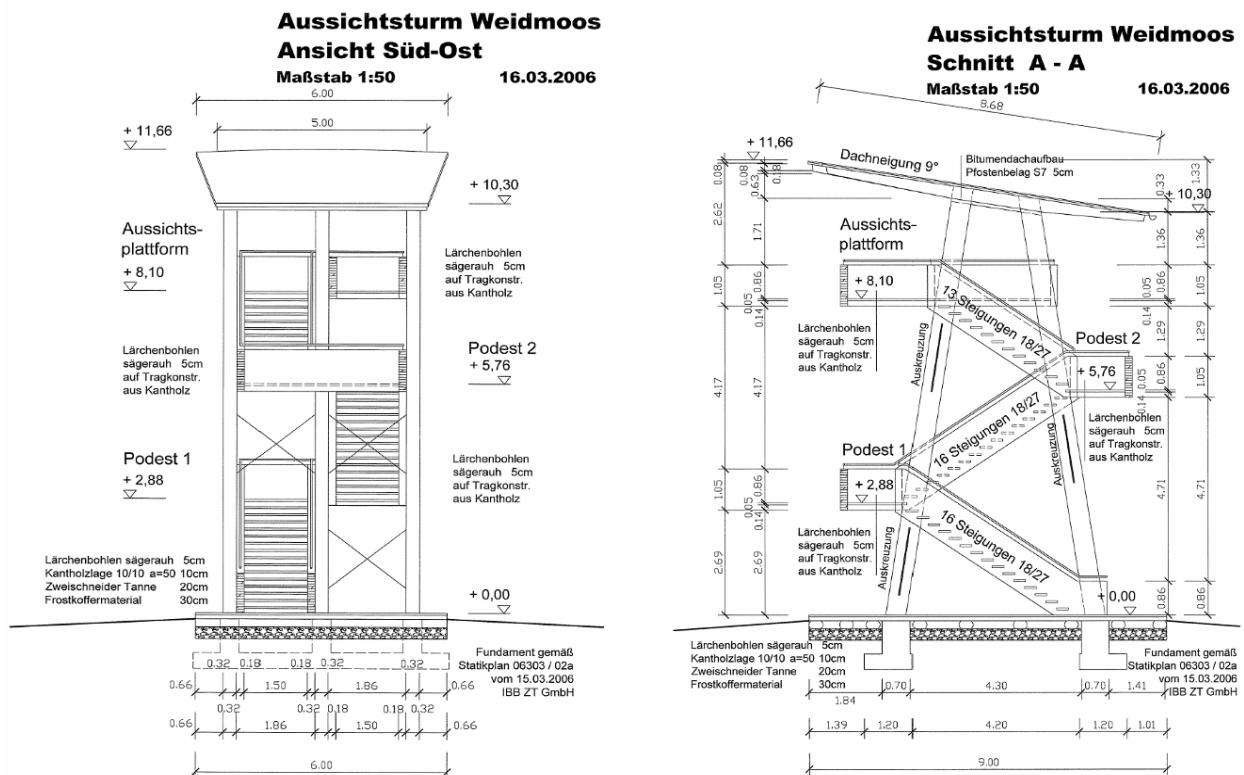 Aussichtsturm Weidmoos
Ansicht Süd-Ost
Maßstab 1:50 16.03.2006
6.00
5.00
+ 11,66
+ 10,30
Aussichts-
plattform
+ 8,10
Lärchenbohlen
sägerauh 5cm
auf Tragkonstr.
aus Kantholz
Lärchenbohlen
sägerauh 5cm
auf Tragkonstr.
aus Kantholz
Podest 2
+ 5,76
Podest 1
+ 2,88
Lärchenbohlen
sägerauh 5cm
auf Tragkonstr.
aus Kantholz
Lärchenbohlen sägerauh 5cm
Kantholzlage 10/10 a=50 10cm
Zweischneider Tanne 20cm
Frostkoffermaterial 30cm
+ 0,00
Fundament gemäß
Statikplan 06303 / 02a
vom 15.03.2006
IBB ZT GmbH
0.32 0.18 0.18 0.32 0.32
0.66 1.50 1.86 0.66
0.32 0.32 0.18 0.18 0.32
0.66 1.86 1.50 0.66
6.00
Aussichtsturm Weidmoos
Schnitt A - A
Maßstab 1:50 16.03.2006
8.68
+ 11,66
Dachneigung 9°
Bitumendachaufbau
Pfostenbelag S7 5cm
+ 10,30
0.08
2.62
1.05
4.17
1.05
2.69
0.08
0.18
0.63
1.71
0.86
0.05
0.14
4.17
0.86
0.05
0.14
2.69
Aussichts-
plattform
+ 8,10
13 Steigungen 18/27
Lärchenbohlen
sägerauh 5cm
auf Tragkonstr.
aus Kantholz
Auskreuzung
Podest 2
+ 5,76
16 Steigungen 18/27
Lärchenbohlen
sägerauh 5cm
auf Tragkonstr.
aus Kantholz
Auskreuzung
Podest 1
+ 2,88
16 Steigungen 18/27
Lärchenbohlen
sägerauh 5cm
auf Tragkonstr.
aus Kantholz
Auskreuzung
+ 0,00
0.33
1.36
0.86
0.05
0.14
1.29
0.86
0.05
0.14
4.71
0.86
1.33
1.36
1.05
1.29
1.05
4.71
0.86
Lärchenbohlen sägerauh 5cm
Kantholzlage 10/10 a=50 10cm
Zweischneider Tanne 20cm
Frostkoffermaterial 30cm
Fundament gemäß
Statikplan 06303 / 02a
vom 15.03.2006
IBB ZT GmbH
1.84 0.70 4.30 0.70 1.41
1.39 1.20 4.20 1.20 1.01
9.00